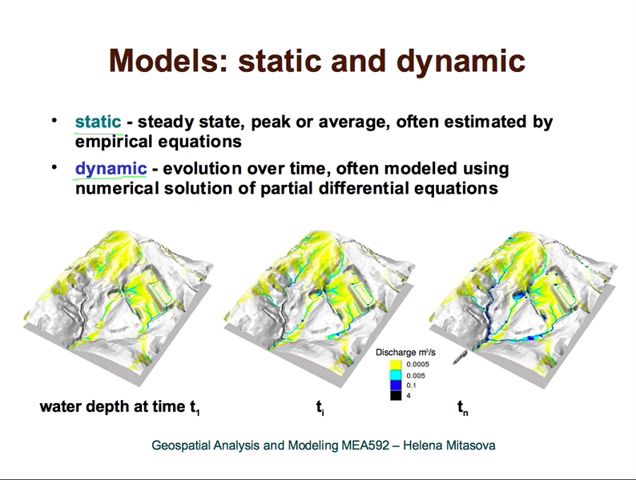 Models: static and dynamic
• static - steady state, peak or average, often estimated by
empirical equations
• dynamic - evolution over time, often modeled using
numerical solution of partial differential equations
Discharge m³/s
0.0005
0.005
0.1
4
water depth at time t₁
tᵢ
tₙ
Geospatial Analysis and Modeling MEA592 – Helena Mitasova